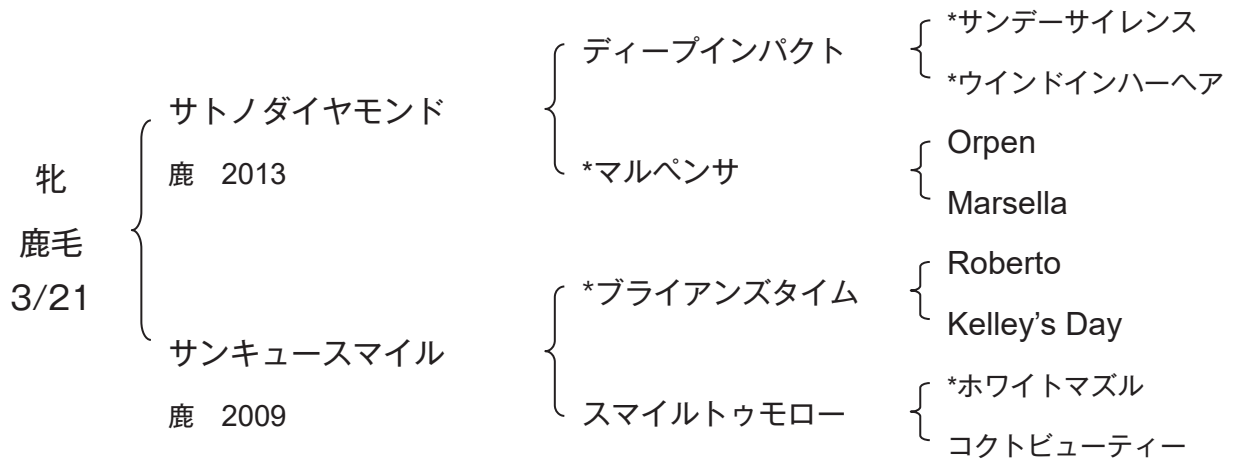 牝
鹿毛
3/21
サトノダイヤモンド
鹿　2013
サンキュースマイル
鹿　2009
ディープインパクト
*マルペンサ
*ブライアンズタイム
スマイルトゥモロー
*サンデーサイレンス
*ウインドインハーヘア
Orpen
Marsella
Roberto
Kelley’s Day
*ホワイトマズル
コクトビューティー